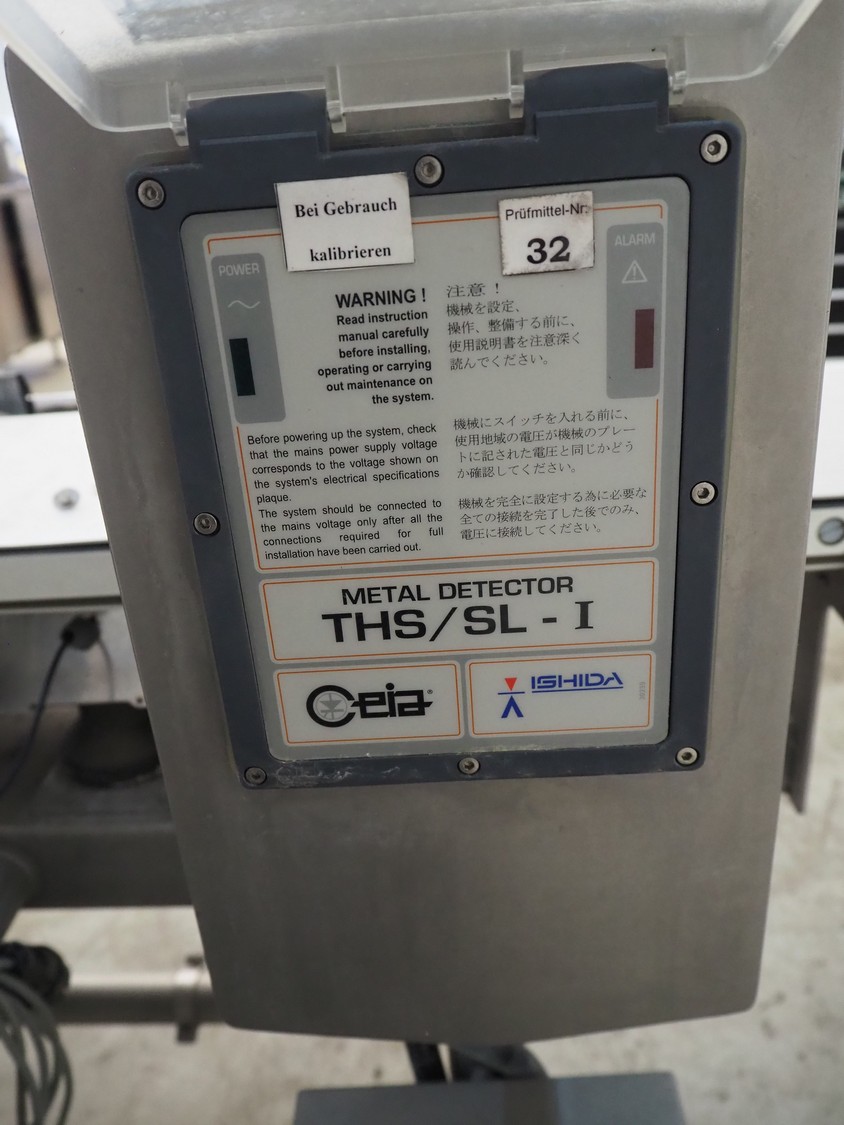 Bei Gebrauch
kalibrieren
Prüfmittel-Nr.
32
POWER
ALARM
WARNING !
Read instruction
manual carefully
before installing,
operating or carrying
out maintenance on
the system.
注意！
機械を設定、
操作、整備する前に、
使用説明書を注意深く
読んでください。
Before powering up the system, check
that the mains power supply voltage
corresponds to the voltage shown on
the system's electrical specifications
plaque.
The system should be connected to
the mains voltage only after all the
connections required for full
installation have been carried out.
機械にスイッチを入れる前に、
使用地域の電圧が機械のプレー
トに記された電圧と同じかどう
か確認してください。
機械を完全に設定する為に必要な
全ての接続を完了した後でのみ、
電圧に接続してください。
METAL DETECTOR
THS/SL - I
Ceia®
ISHIDA